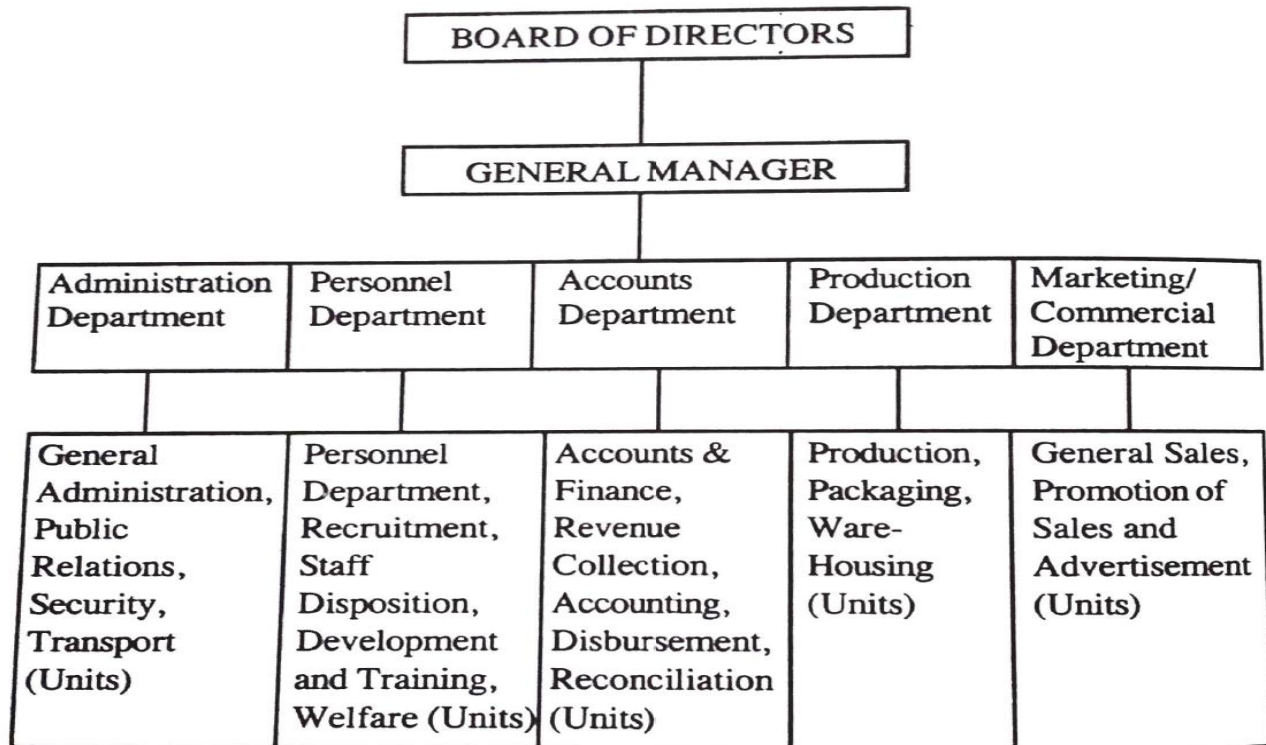 BOARD OF DIRECTORS
GENERAL MANAGER
Administration
Department
Personnel
Department
Accounts
Department
Production
Department
Marketing/
Commercial
Department
General
Administration,
Public
Relations,
Security,
Transport
(Units)
Personnel
Department,
Recruitment,
Staff
Disposition,
Development
and Training,
Welfare (Units)
Accounts &
Finance,
Revenue
Collection,
Accounting,
Disbursement,
Reconciliation
(Units)
Production,
Packaging,
Ware-
Housing
(Units)
General Sales,
Promotion of
Sales and
Advertisement
(Units)